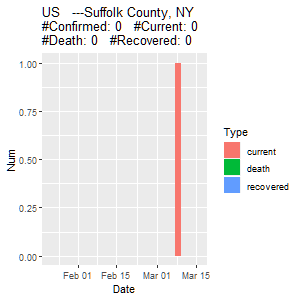 US   ---Suffolk County, NY
#Confirmed: 0   #Current: 0
#Death: 0   #Recovered: 0
1.00
0.75
0.50
0.25
0.00
Num
Feb 01 Feb 15 Mar 01 Mar 15
Date
Type
current
death
recovered